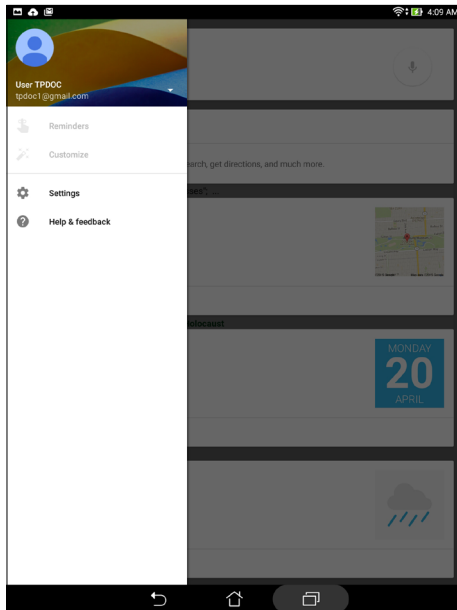 4:09 AM
User TPDOC
tpdoc1@gmail.com
Reminders
Customize
Settings
Help & feedback
arch, get directions, and much more.
ses"; ...
olocaust
MONDAY
20
APRIL